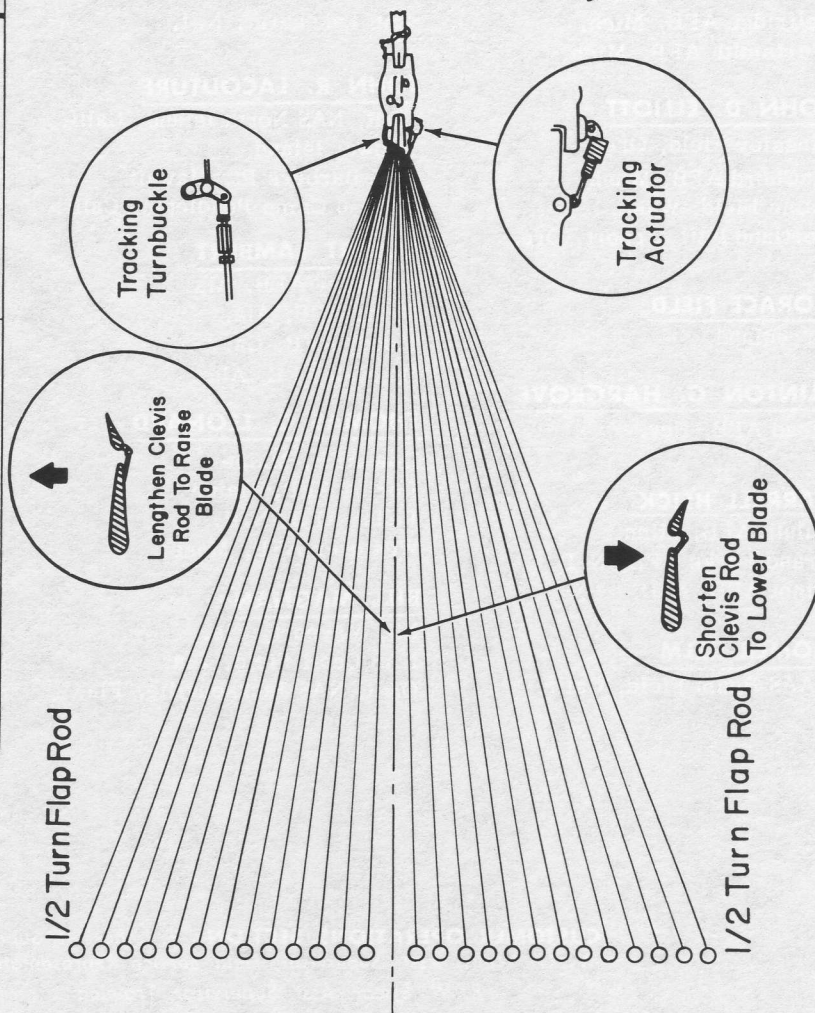 Tracking
Turnbuckle
Tracking
Actuator
Lengthen Clevis
Rod To Raise
Blade
Shorten
Clevis Rod
To Lower Blade
1/2 Turn Flap Rod
1/2 Turn Flap Rod